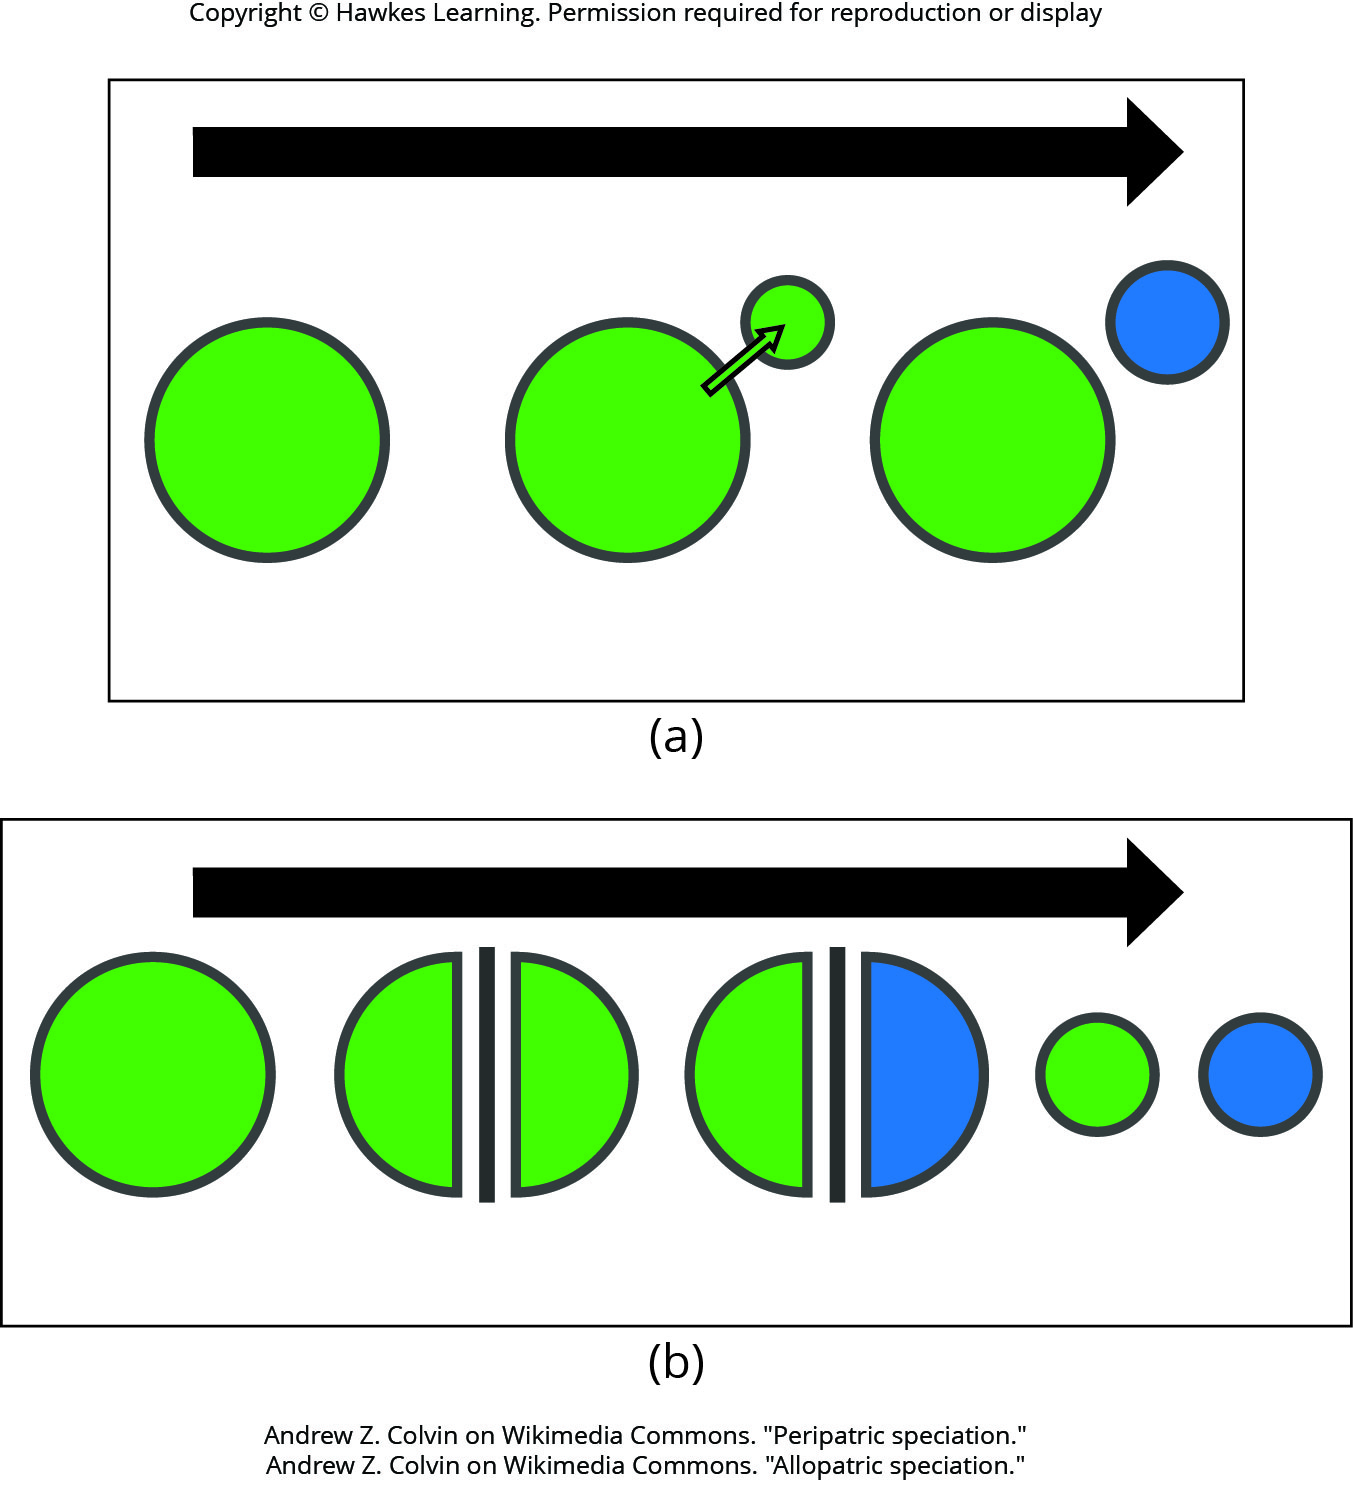 Copyright © Hawkes Learning. Permission required for reproduction or display
(a)
(b)
Andrew Z. Colvin on Wikimedia Commons. "Peripatric speciation."
Andrew Z. Colvin on Wikimedia Commons. "Allopatric speciation."